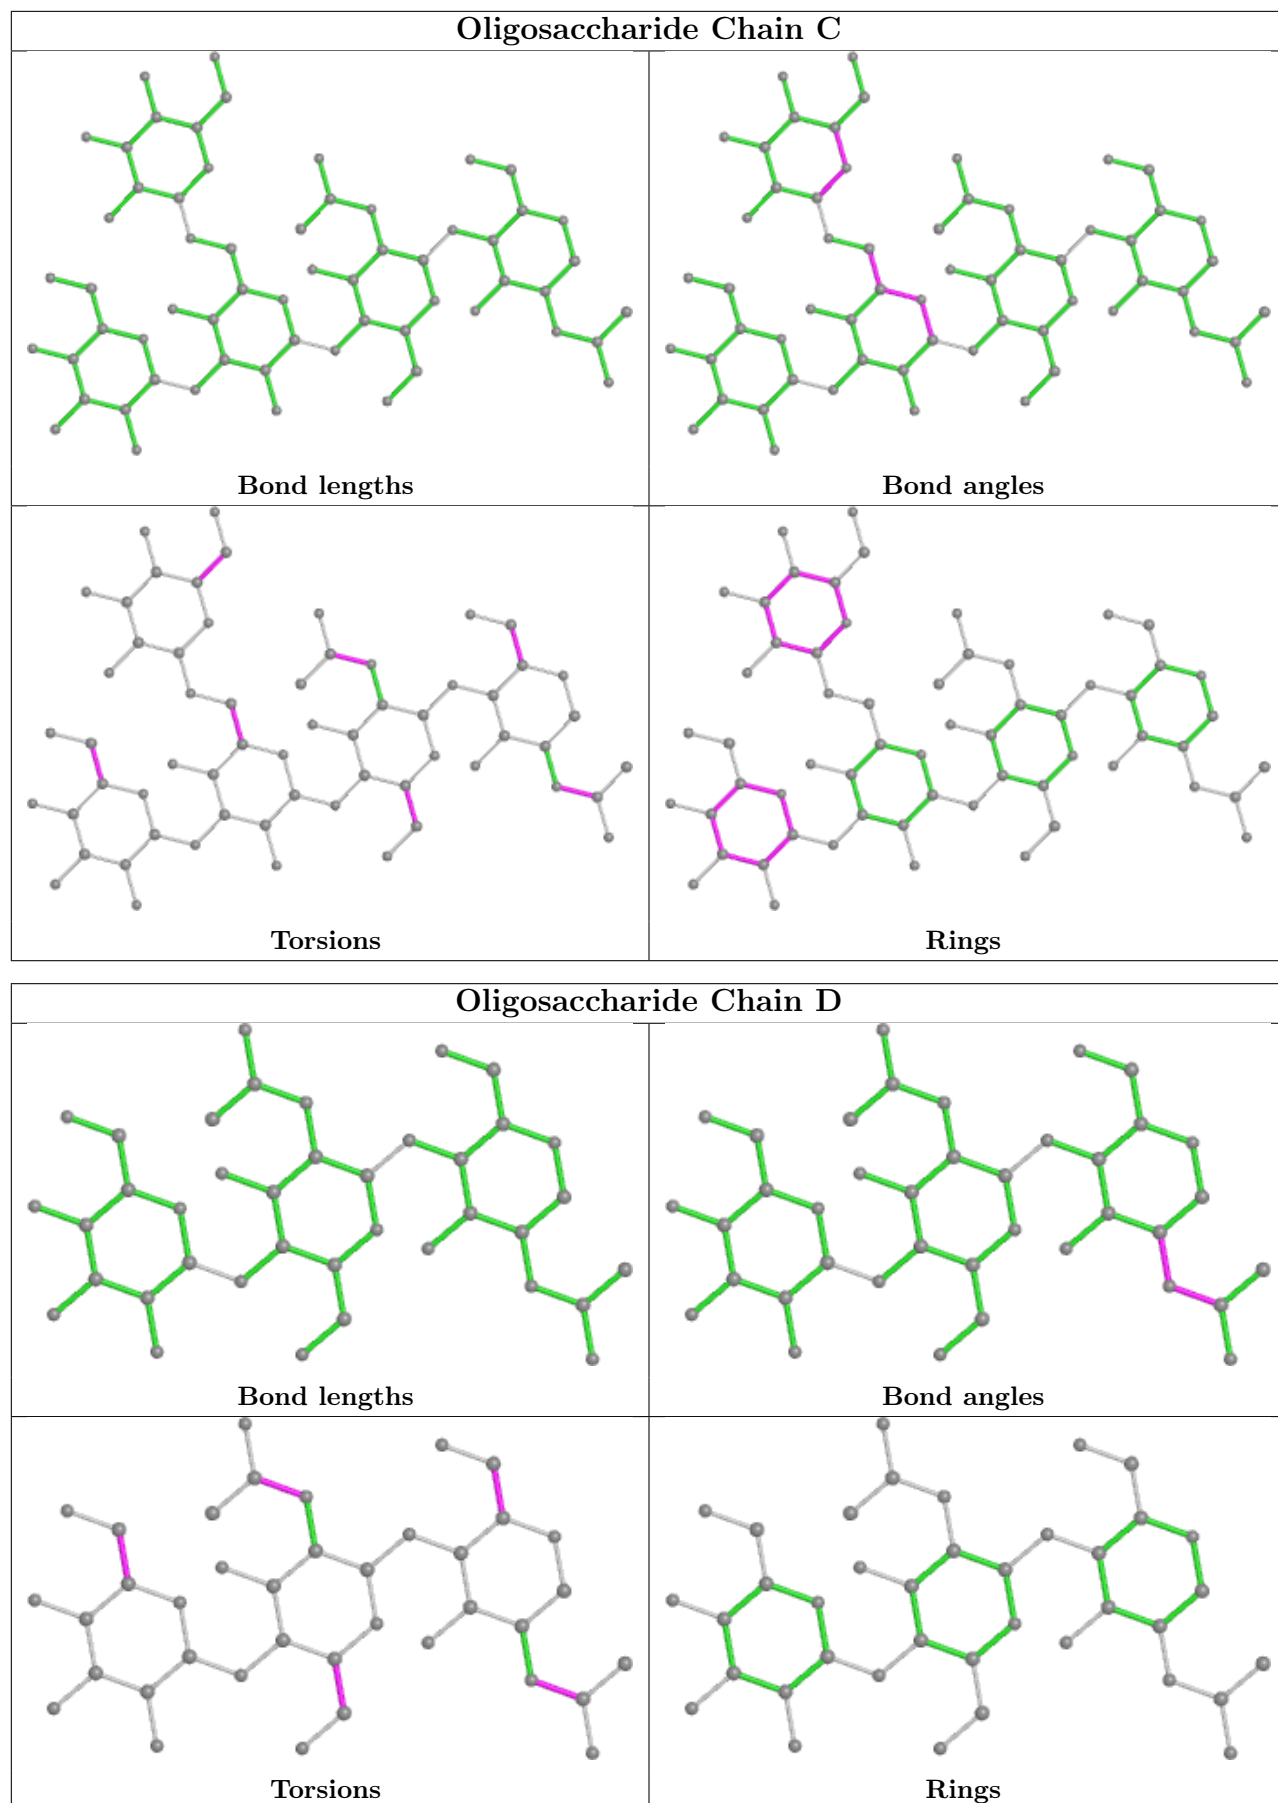 Oligosaccharide Chain C
Bond lengths
Bond angles
Torsions
Rings
Oligosaccharide Chain D
Bond lengths
Bond angles
Torsions
Rings